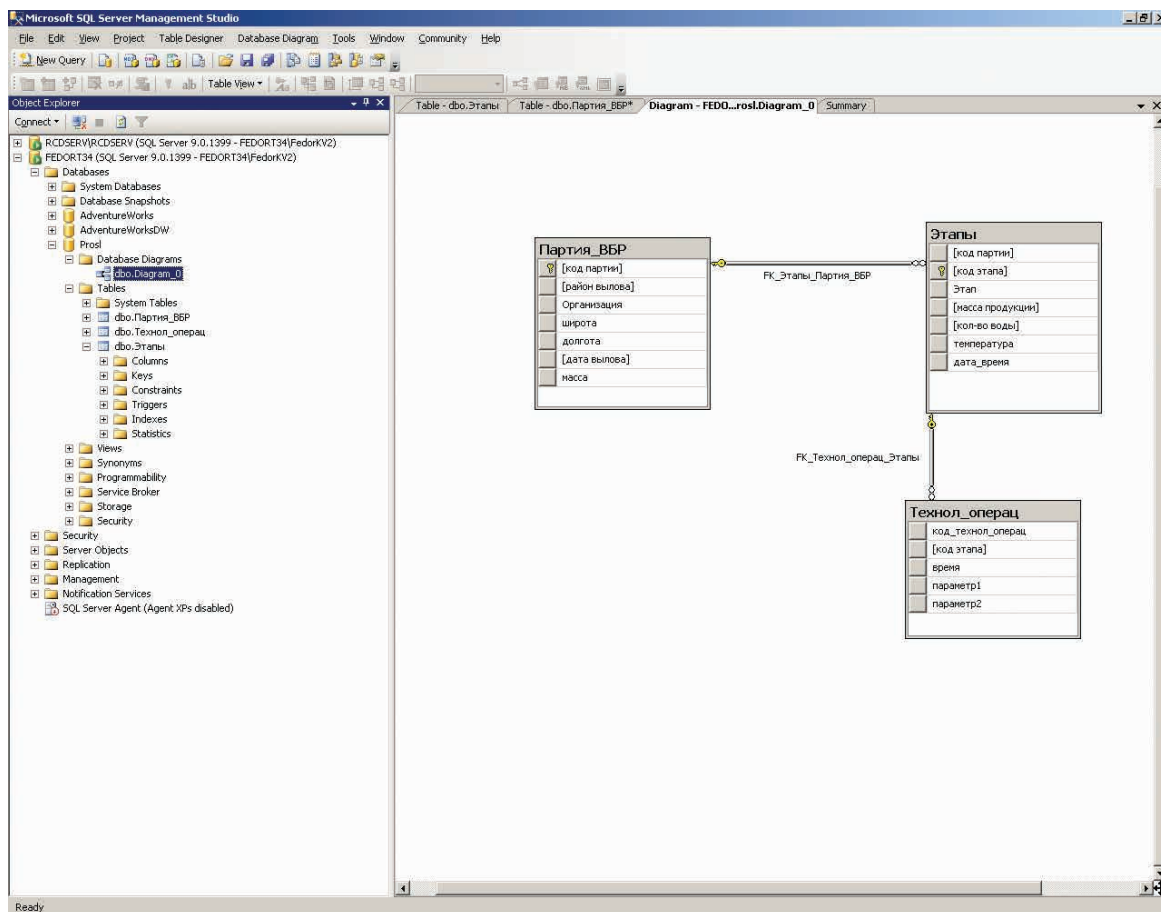 Microsoft SQL Server Management Studio
File Edit View Project Table Designer Database Diagram Tools Window Community Help
New Query
Table View
Object Explorer
Table - dbo.Этапы Table - dbo.Партия_ВБР* Diagram - FEDO...rosl.Diagram_0 Summary
Connect
RCDSERV\RCDSERV (SQL Server 9.0.1399 - FEDORT34\FedorKV2)
FEDORT34 (SQL Server 9.0.1399 - FEDORT34\FedorKV2)
Databases
System Databases
Database Snapshots
AdventureWorks
AdventureWorksDW
Prosl
Database Diagrams
dbo.Diagram_0
Tables
System Tables
dbo.Партия_ВБР
dbo.Технол_операц
dbo.Этапы
Columns
Keys
Constraints
Triggers
Indexes
Statistics
Views
Synonyms
Programmability
Service Broker
Storage
Security
Security
Server Objects
Replication
Management
Notification Services
SQL Server Agent (Agent XPs disabled)
Партия_ВБР
[код партии]
[район вылова]
Организация
широта
долгота
[дата вылова]
масса
FK_Этапы_Партия_ВБР
Этапы
[код партии]
[код этапа]
Этап
[масса продукции]
[кол-во воды]
температура
дата_время
FK_Технол_операц_Этапы
Технол_операц
код_технол_операц
[код этапа]
время
параметр1
параметр2
Ready